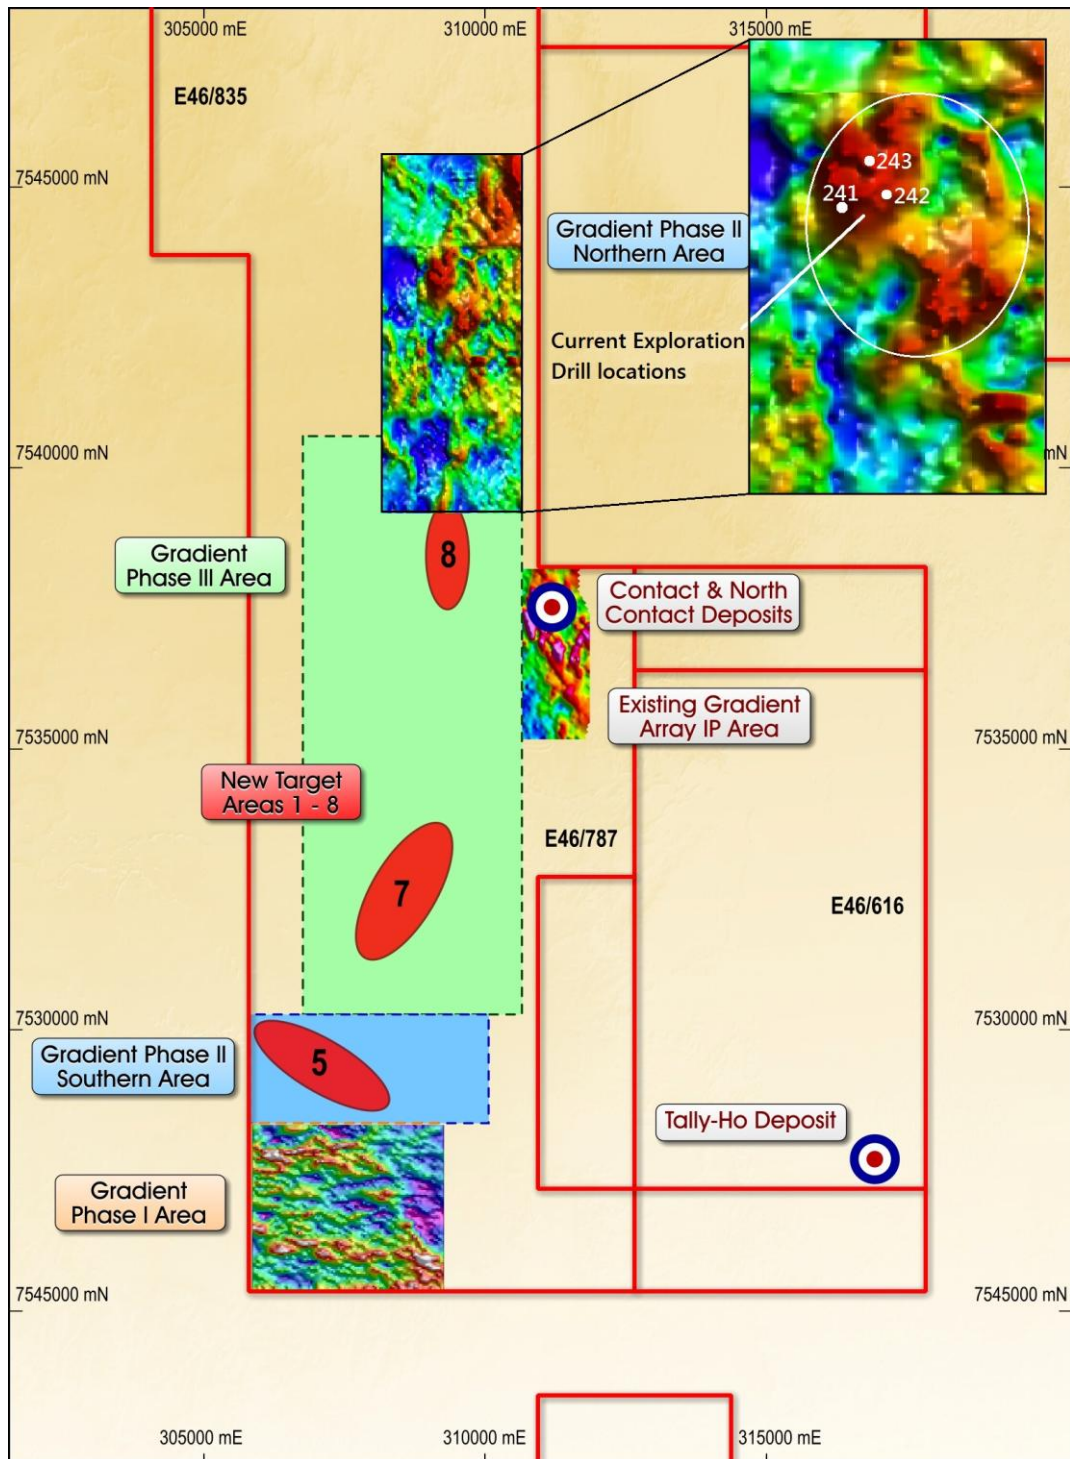 305000 mE
310000 mE
315000 mE
E46/835
7545000 mN
243
241
242
Gradient Phase II
Northern Area
Current Exploration
Drill locations
7540000 mN
mN
8
Gradient
Phase III Area
Contact & North
Contact Deposits
Existing Gradient
Array IP Area
7535000 mN
7535000 mN
New Target
Areas 1 - 8
E46/787
7
E46/616
7530000 mN
7530000 mN
Gradient Phase II
Southern Area
5
Tally-Ho Deposit
Gradient
Phase I Area
7545000 mN
7545000 mN
305000 mE
310000 mE
315000 mE